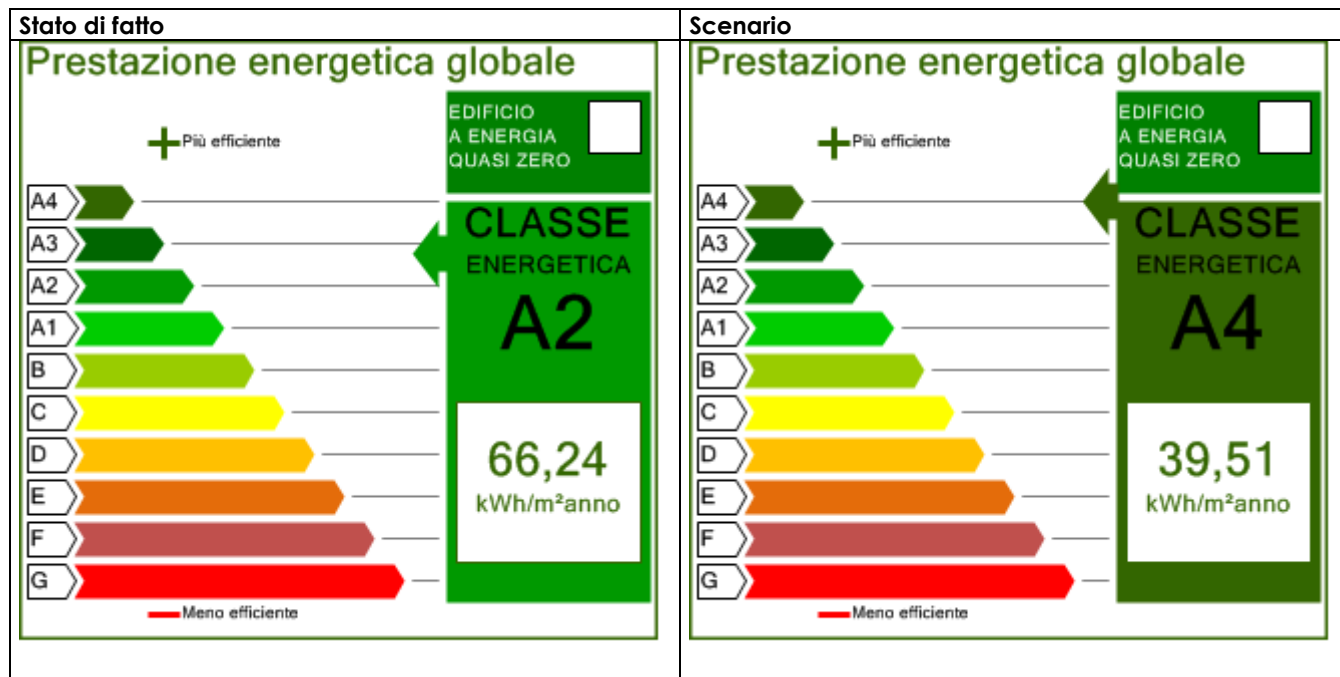 Stato di fatto
Prestazione energetica globale
EDIFICIO
A ENERGIA
QUASI ZERO
Più efficiente
A4
A3
A2
A1
B
C
D
E
F
G
Meno efficiente
CLASSE
ENERGETICA
A2
66,24
kWh/m²anno
Scenario
Prestazione energetica globale
EDIFICIO
A ENERGIA
QUASI ZERO
Più efficiente
A4
A3
A2
A1
B
C
D
E
F
G
Meno efficiente
CLASSE
ENERGETICA
A4
39,51
kWh/m²anno